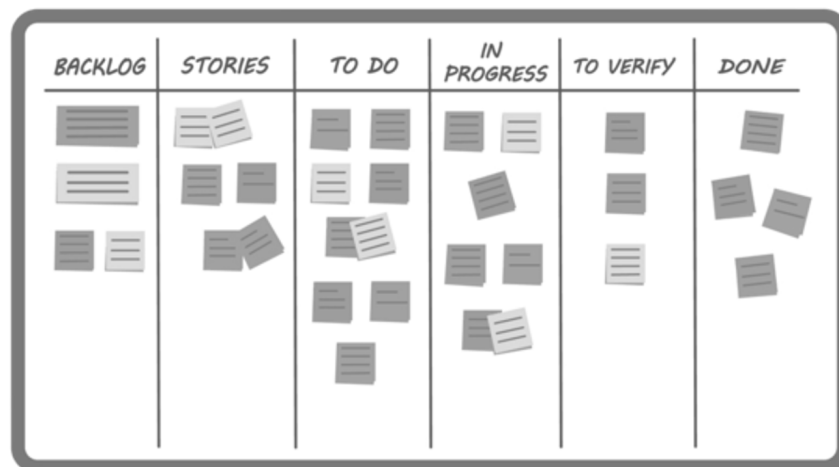 BACKLOG
STORIES
TO DO
IN
PROGRESS
TO VERIFY
DONE